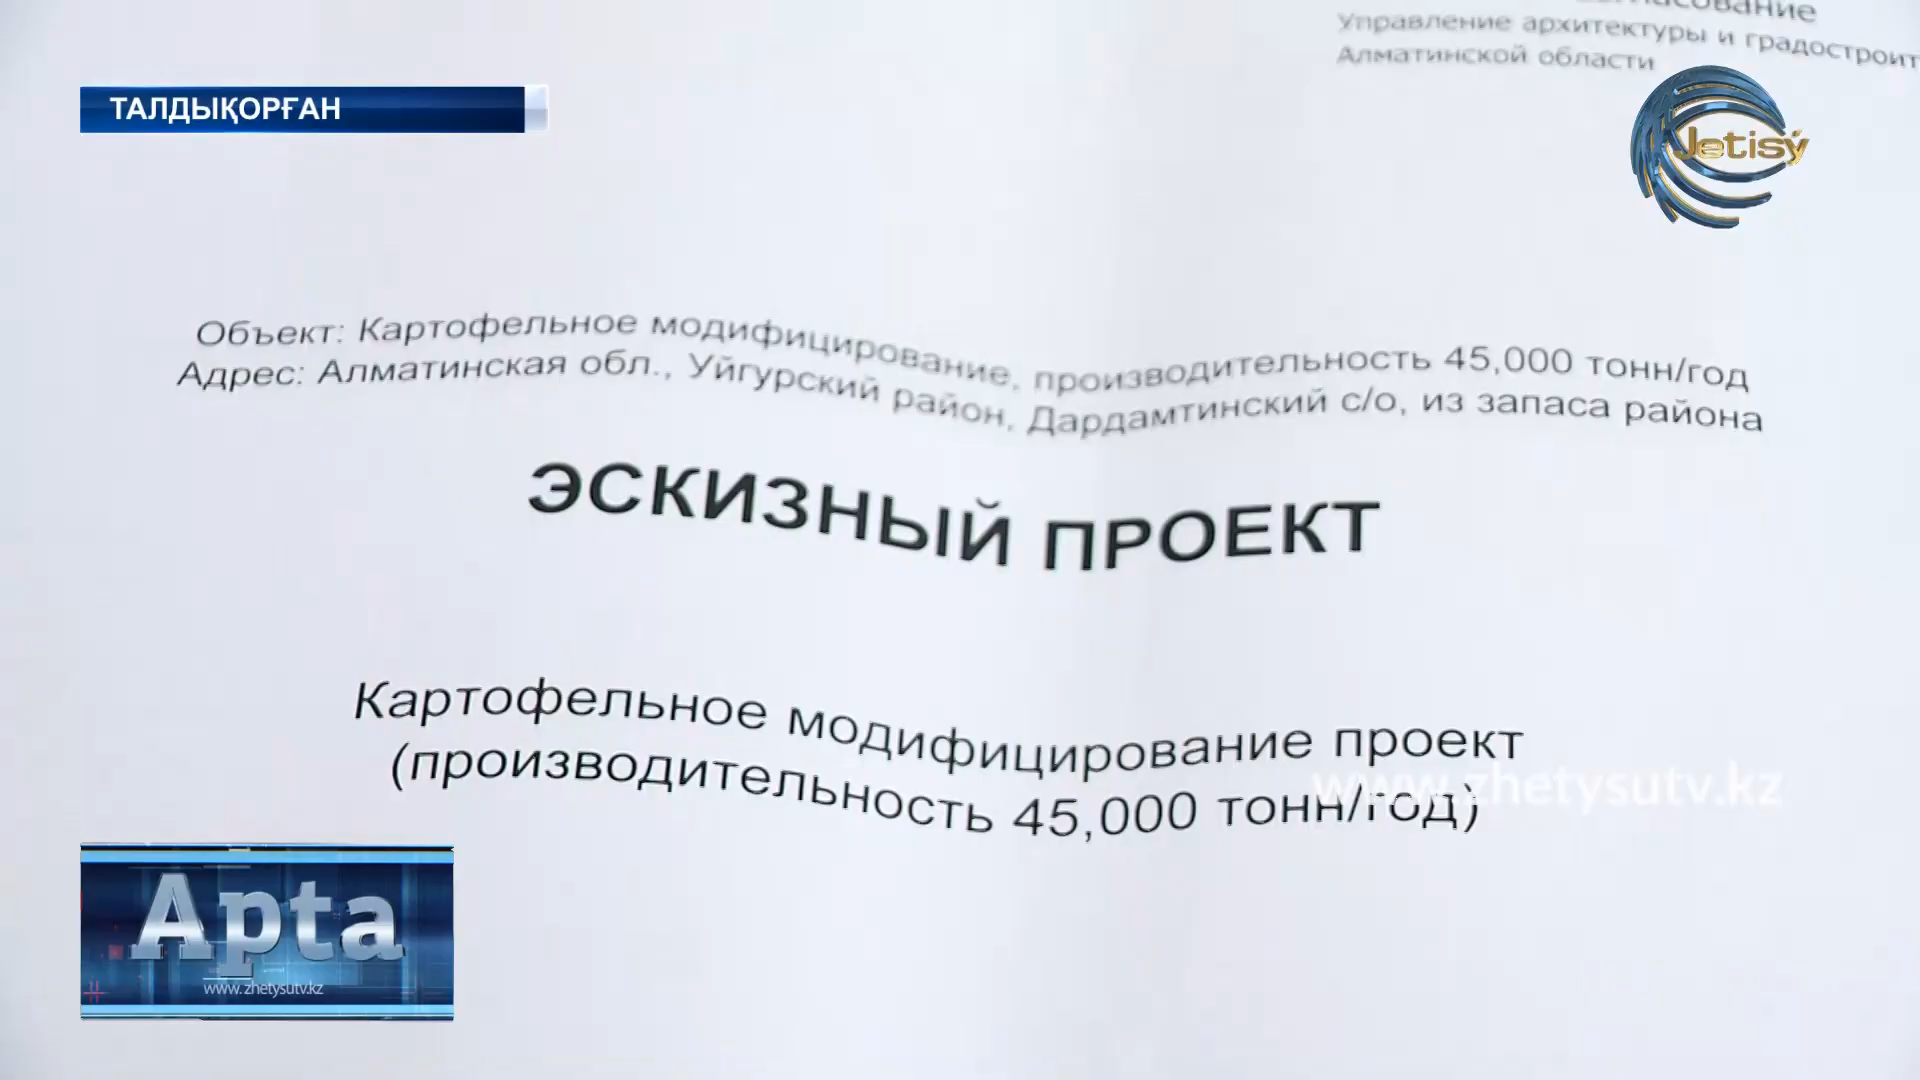 Управление архитектуры и
Алматинской области
ТАЛДЫҚОРҒАН
Jetisý
Объект: Картофельное модифицирование, производительность 45,000 тонн/год
Адрес: Алматинская обл., Уйгурский район, Дардамтинский с/о, из запаса района
ЭСКИЗНЫЙ ПРОЕКТ
Картофельное модифицирование проект
(производительность 45,000 тонн/год)
www.zhetysutv.kz
Apta
www.zhetysutv.kz